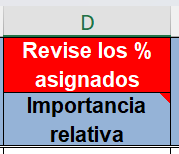 D
Revise los %
asignados
Importancia
relativa